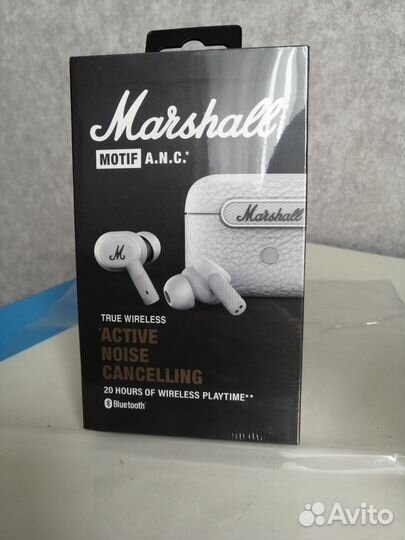 Marshall
MOTIF A.N.C.*
Marshall
M
TRUE WIRELESS
*ACTIVE
NOISE
CANCELLING
20 HOURS OF WIRELESS PLAYTIME**
Bluetooth®
Avito